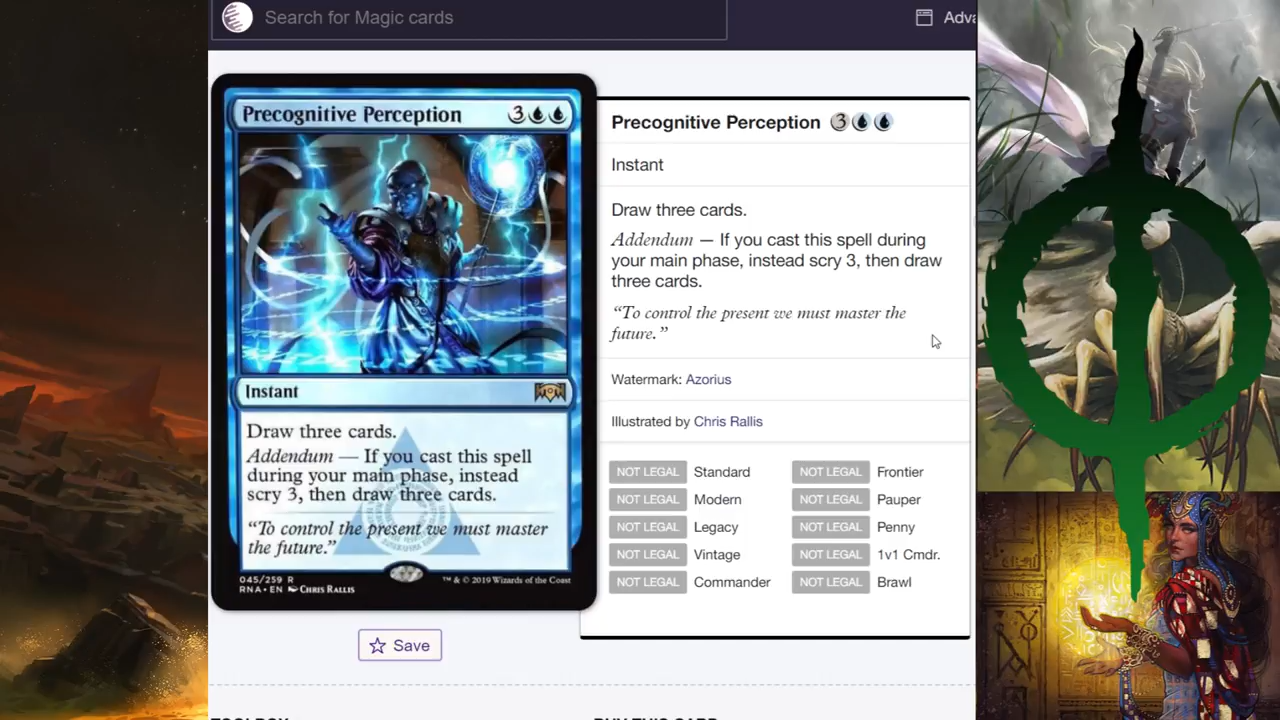 Search for Magic cards
Adva
Precognitive Perception 3
Instant
Draw three cards.
Addendum — If you cast this spell
during your main phase, instead
scry 3, then draw three cards.
“To control the present we must master
the future.”
045/259 R
RNA • EN Chris Rallis
™ & © 2019 Wizards of the Coast
Save
Precognitive Perception 3
Instant
Draw three cards.
Addendum — If you cast this spell during
your main phase, instead scry 3, then draw
three cards.
“To control the present we must master the
future.”
Watermark: Azorius
Illustrated by Chris Rallis
NOT LEGAL Standard NOT LEGAL Frontier
NOT LEGAL Modern NOT LEGAL Pauper
NOT LEGAL Legacy NOT LEGAL Penny
NOT LEGAL Vintage NOT LEGAL 1v1 Cmdr.
NOT LEGAL Commander NOT LEGAL Brawl
TOOLBOX
BUY THIS CARD